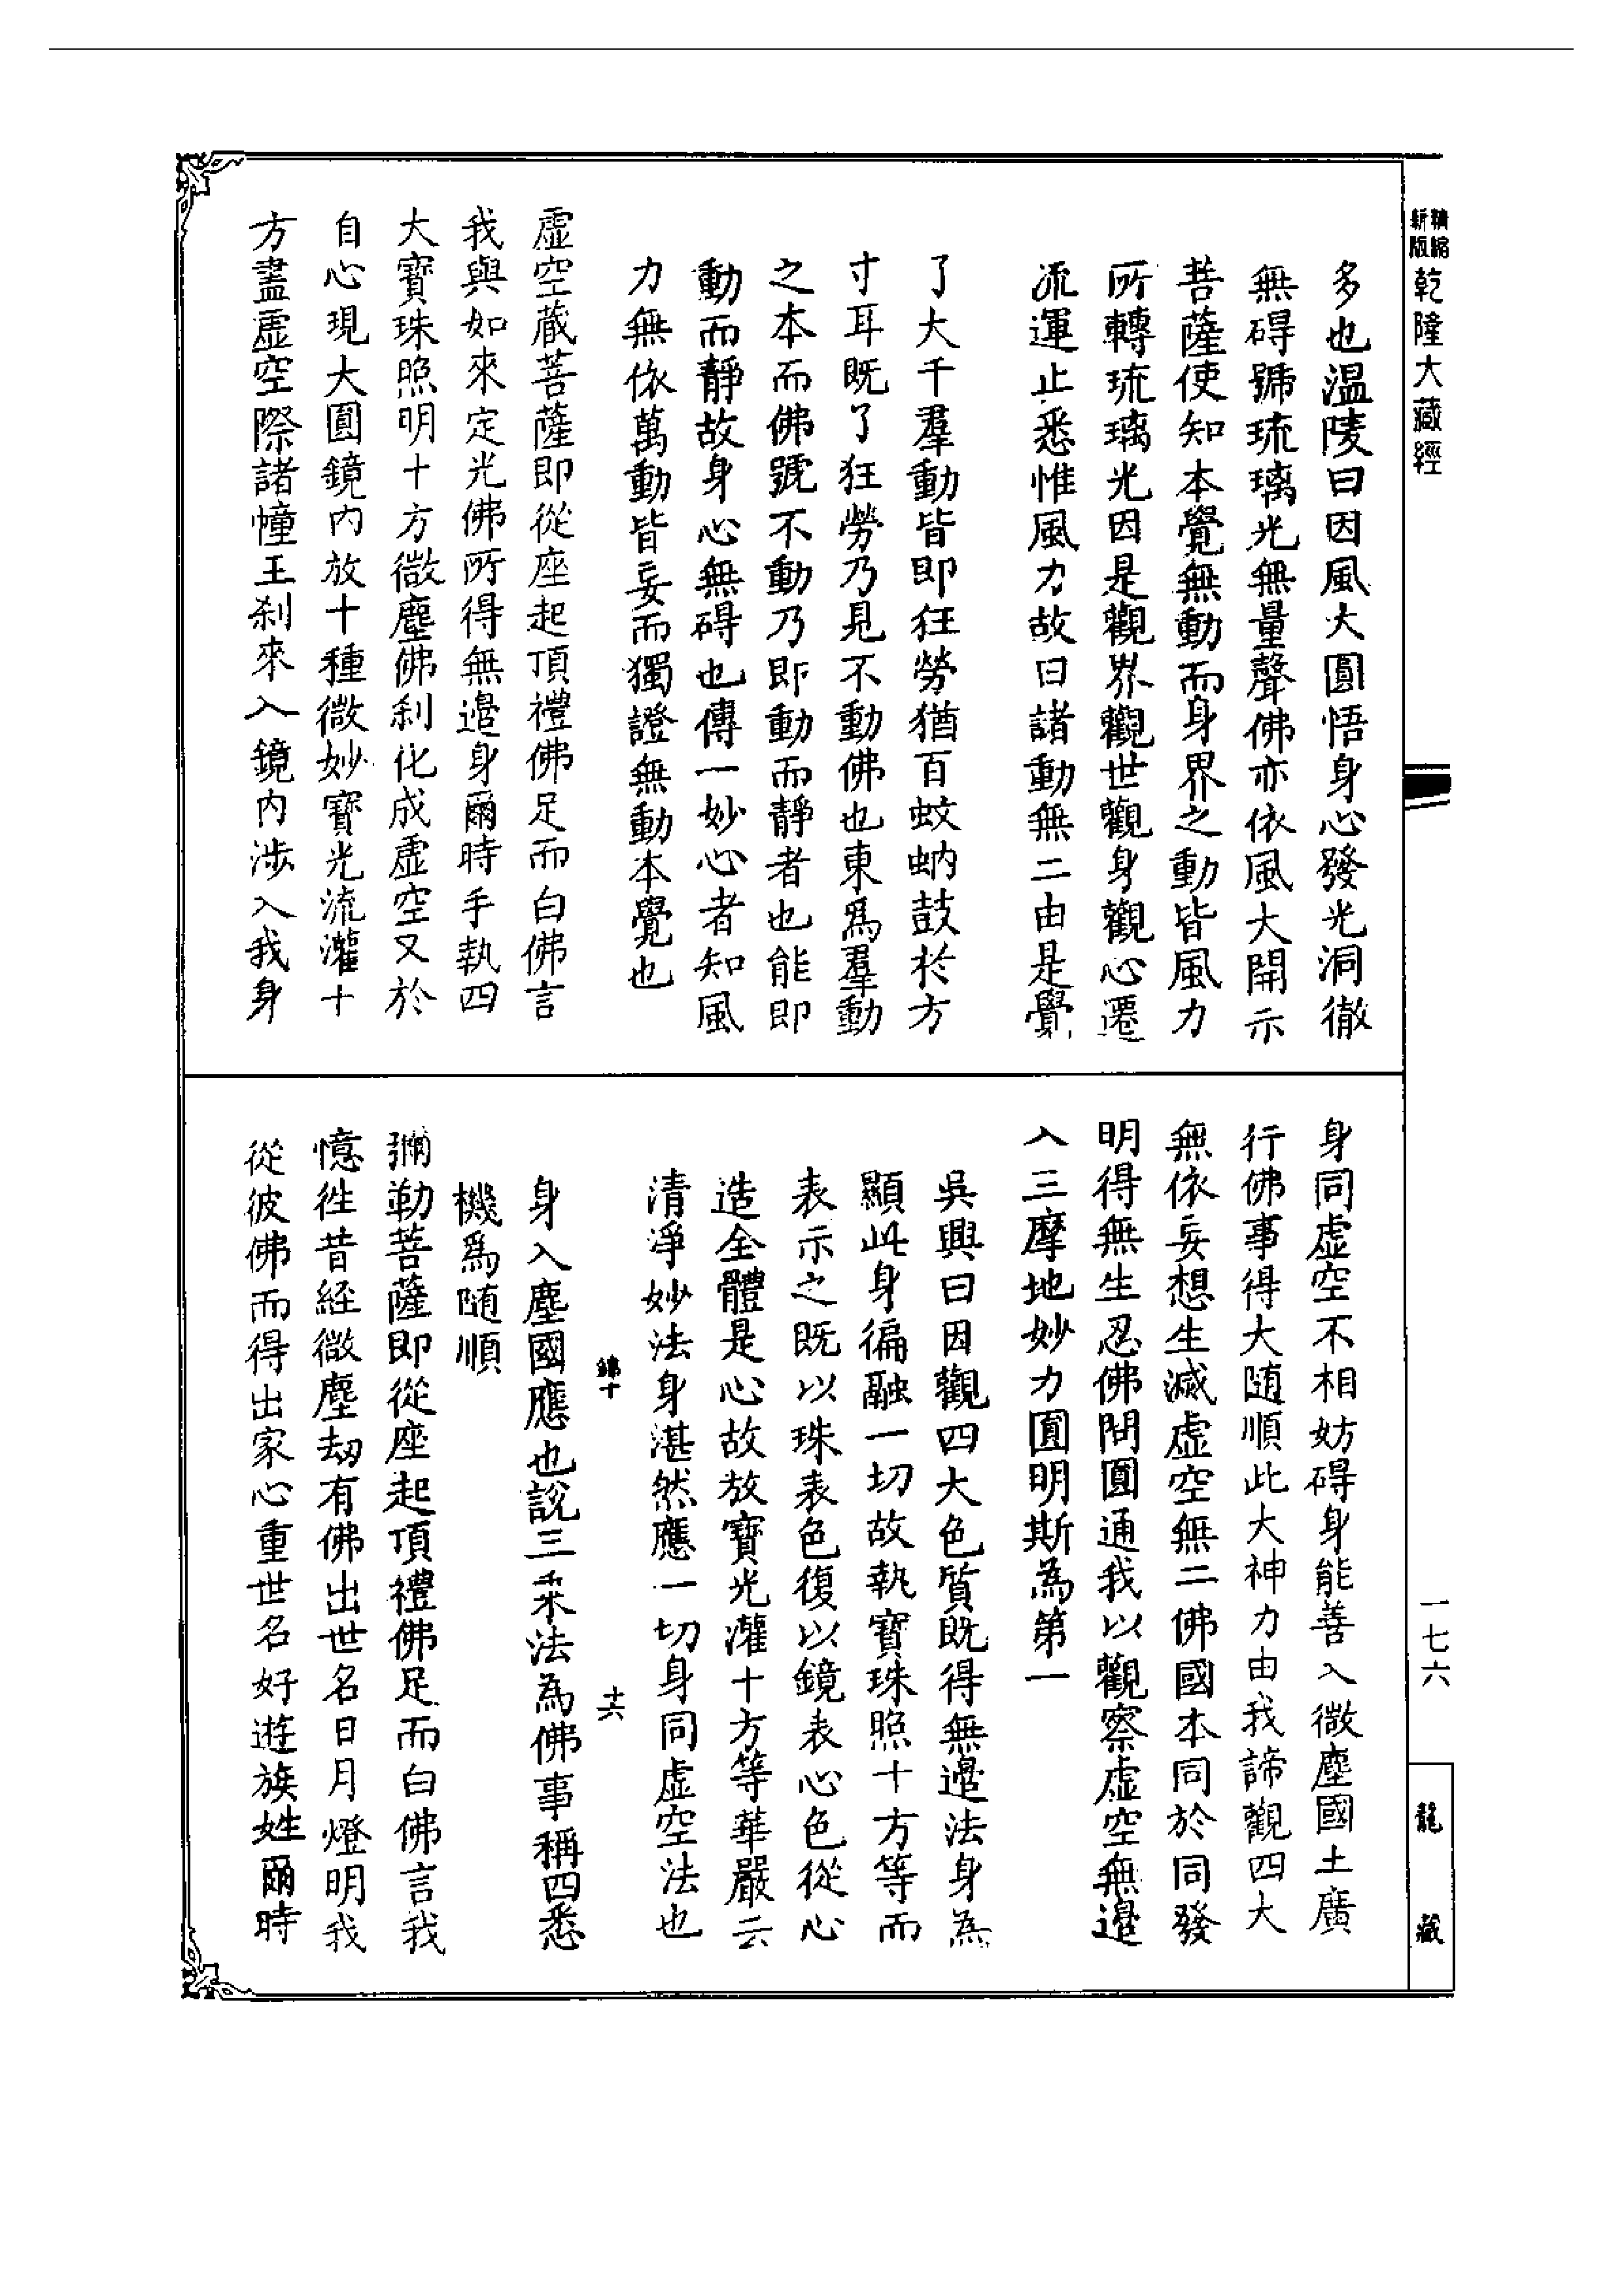 精縮新版乾隆大藏經
多也溫陵曰因風大圓悟身心發光洞徹
無碍號琉璃光無量聲佛亦依風大開示
菩薩使知本覺無動而身界之動皆風力
所轉琉璃光因是觀界觀世觀身觀心遷
流運止悉惟風力故曰諸動無二由是覺
了大千羣動皆即狂勞猶百蚊蚋鼓於方
寸耳既了狂勞乃見不動佛也東為羣動
之本而佛號不動乃即動而靜者也能即
動而靜故身心無碍也傳一妙心者知風
力無依萬動皆妄而獨證無動本覺也
虛空藏菩薩即從座起頂禮佛足而白佛言
我與如來定光佛所得無邊身爾時手執四
大寶珠照明十方微塵佛刹化成虛空又於
自心現大圓鏡內放十種微妙寶光流灌十
方盡虛空際諸幢王刹來入鏡內涉入我身
身同虛空不相妨碍身能善入微塵國土廣
行佛事得大随順此大神力由我諦觀四大
無依妄想生滅虛空無二佛國本同於同發
明得無生忍佛問圓通我以觀察虛空無邊
入三摩地妙力圓明斯為第一
吳興曰因觀四大色質既得無邊法身為
顯此身徧融一切故執寶珠照十方等而
表示之既以珠表色復以鏡表心色從心
造全體是心故放寶光灌十方等華嚴云
清淨妙法身湛然應一切身同虛空法也
錦十
十六
身入塵國應也說三乘法為佛事稱四悉
機為随順
彌勒菩薩即從座起頂禮佛足而白佛言我
憶徃昔経微塵劫有佛出世名日月燈明我
從彼佛而得出家心重世名好遊族姓爾時
一七六
龍藏